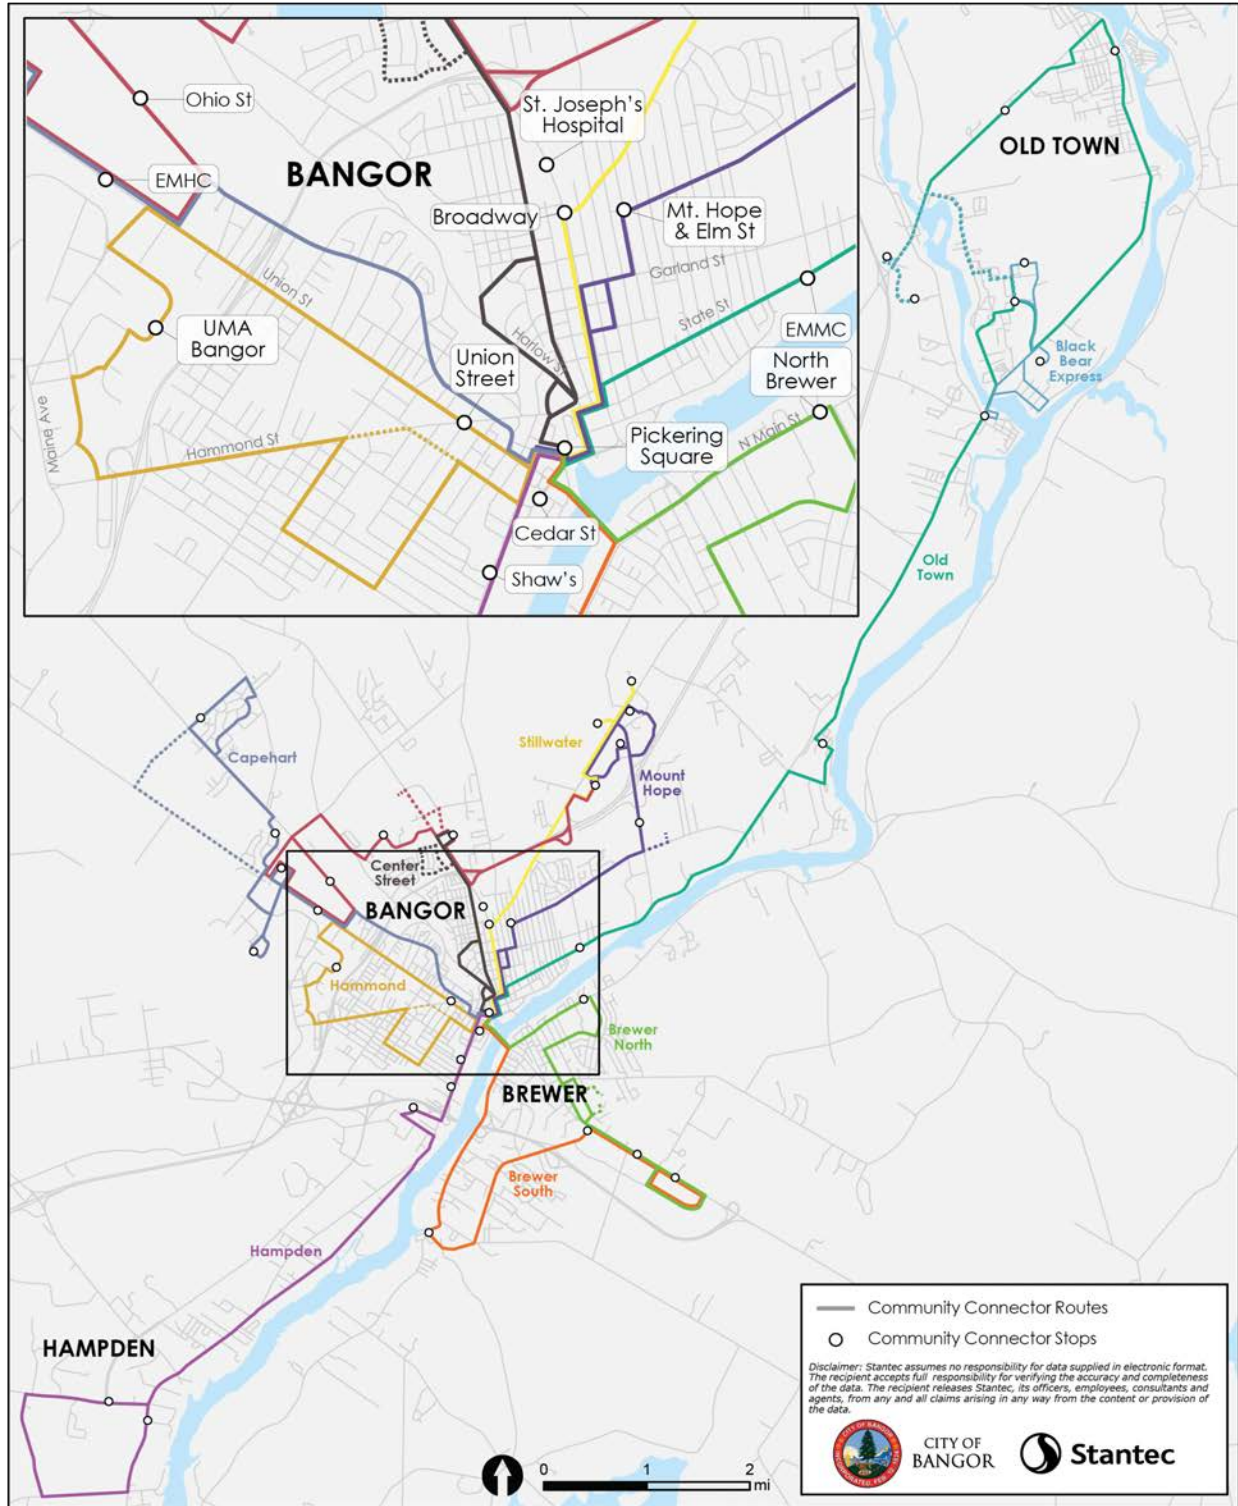 Ohio St
St. Joseph's
Hospital
BANGOR
EMHC
Broadway
Mt. Hope
& Elm St
Garland St
Union St
State St
UMA
Bangor
Harlow St
EMMC
Union
Street
North
Brewer
Maine Ave
Hammond St
N Main St
Pickering
Square
Cedar St
Shaw's
OLD TOWN
Black
Bear
Express
Old
Town
Capehart
Stillwater
Mount
Hope
Center
Street
BANGOR
Hammond
Brewer
North
BREWER
Brewer
South
Hampden
HAMPDEN
Community Connector Routes
Community Connector Stops
Disclaimer: Stantec assumes no responsibility for data supplied in electronic format.
The recipient accepts full responsibility for verifying the accuracy and completeness
of the data. The recipient releases Stantec, its officers, employees, consultants and
agents, from any and all claims arising in any way from the content or provision of
the data.
CITY OF
BANGOR
Stantec
0 1 2
mi